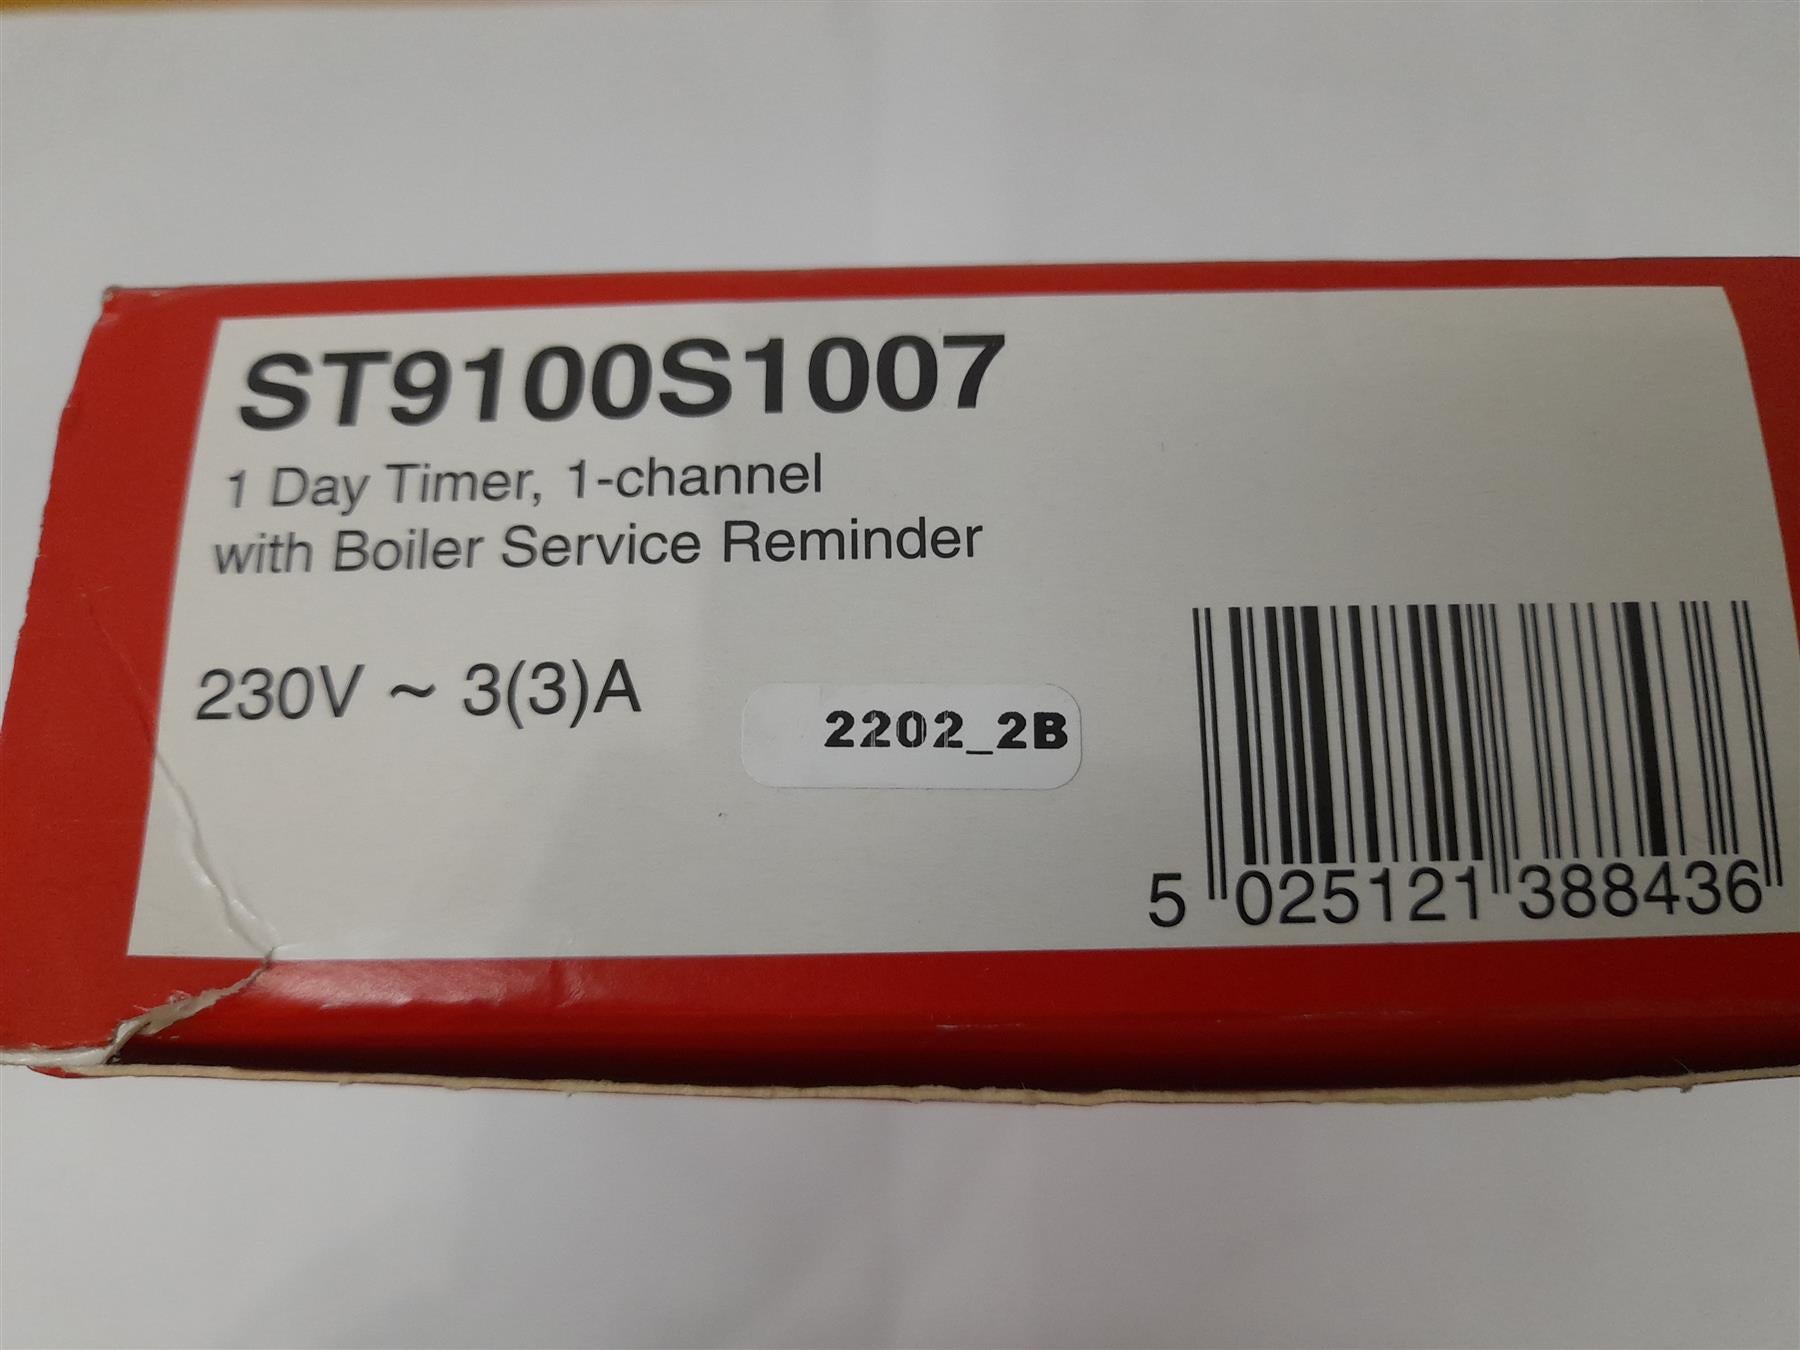 ST9100S1007
1 Day Timer, 1-channel
with Boiler Service Reminder
230V ~ 3(3)A
2202_2B
5 025121 388436